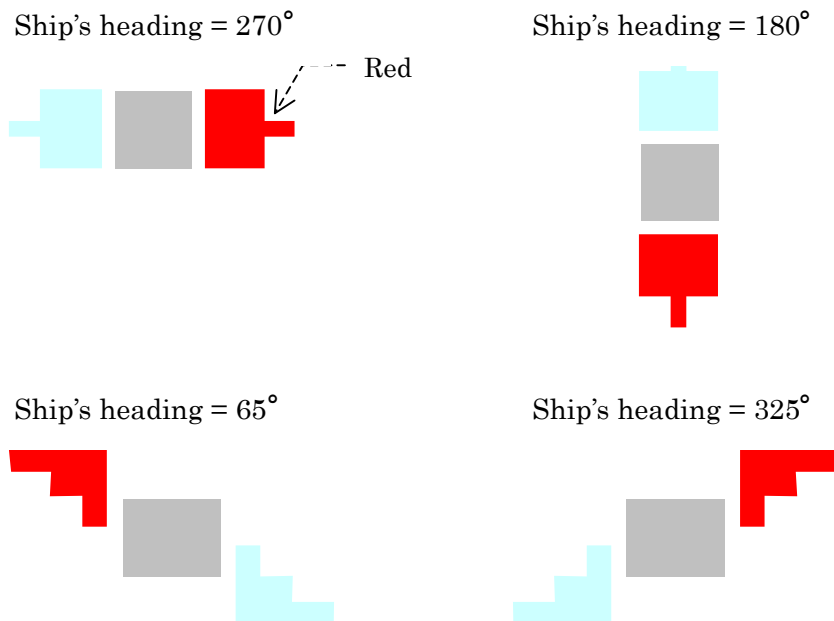 Ship's heading = 270°
Ship's heading = 180°
Red
Ship's heading = 65°
Ship's heading = 325°